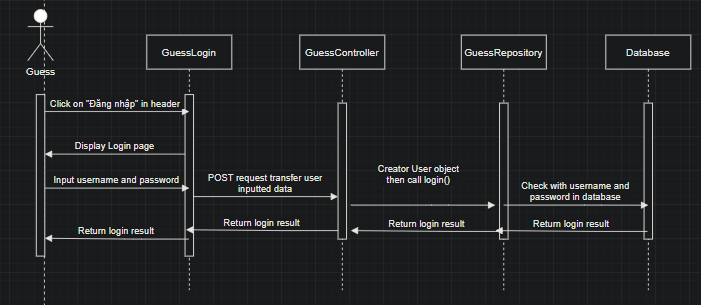 Guess
GuessLogin
GuessController
GuessRepository
Database
Click on "Đăng nhập" in header
Display Login page
Input username and password
POST request transfer user
inputted data
Creator User object
then call login()
Check with username and
password in database
Return login result
Return login result
Return login result
Return login result